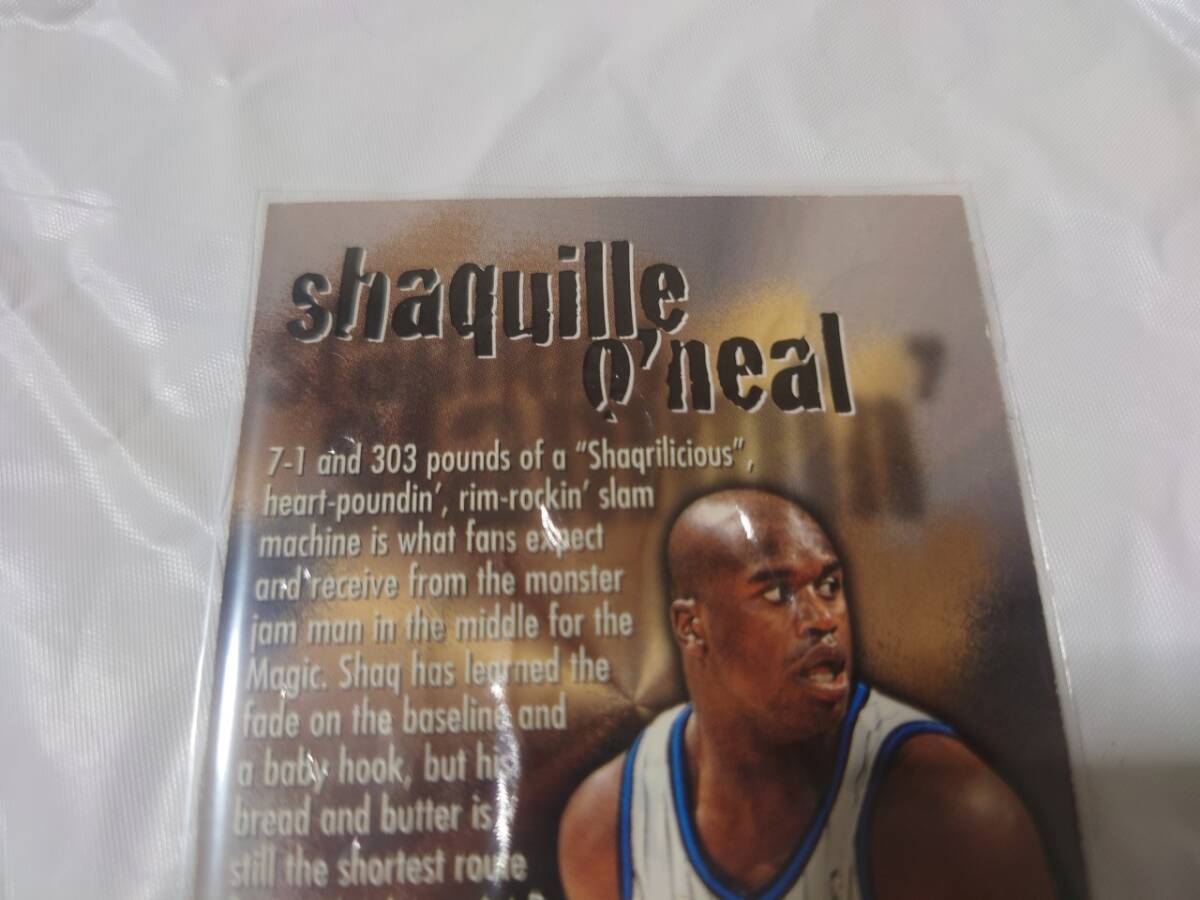 shaquille
o'neal
7-1 and 303 pounds of a "Shaqrilicious",
heart-poundin', rim-rockin' slam
machine is what fans expect
and receive from the monster
jam man in the middle for the
Magic. Shaq has learned the
fade on the baseline and
a baby hook, but his
bread and butter is
still the shortest route